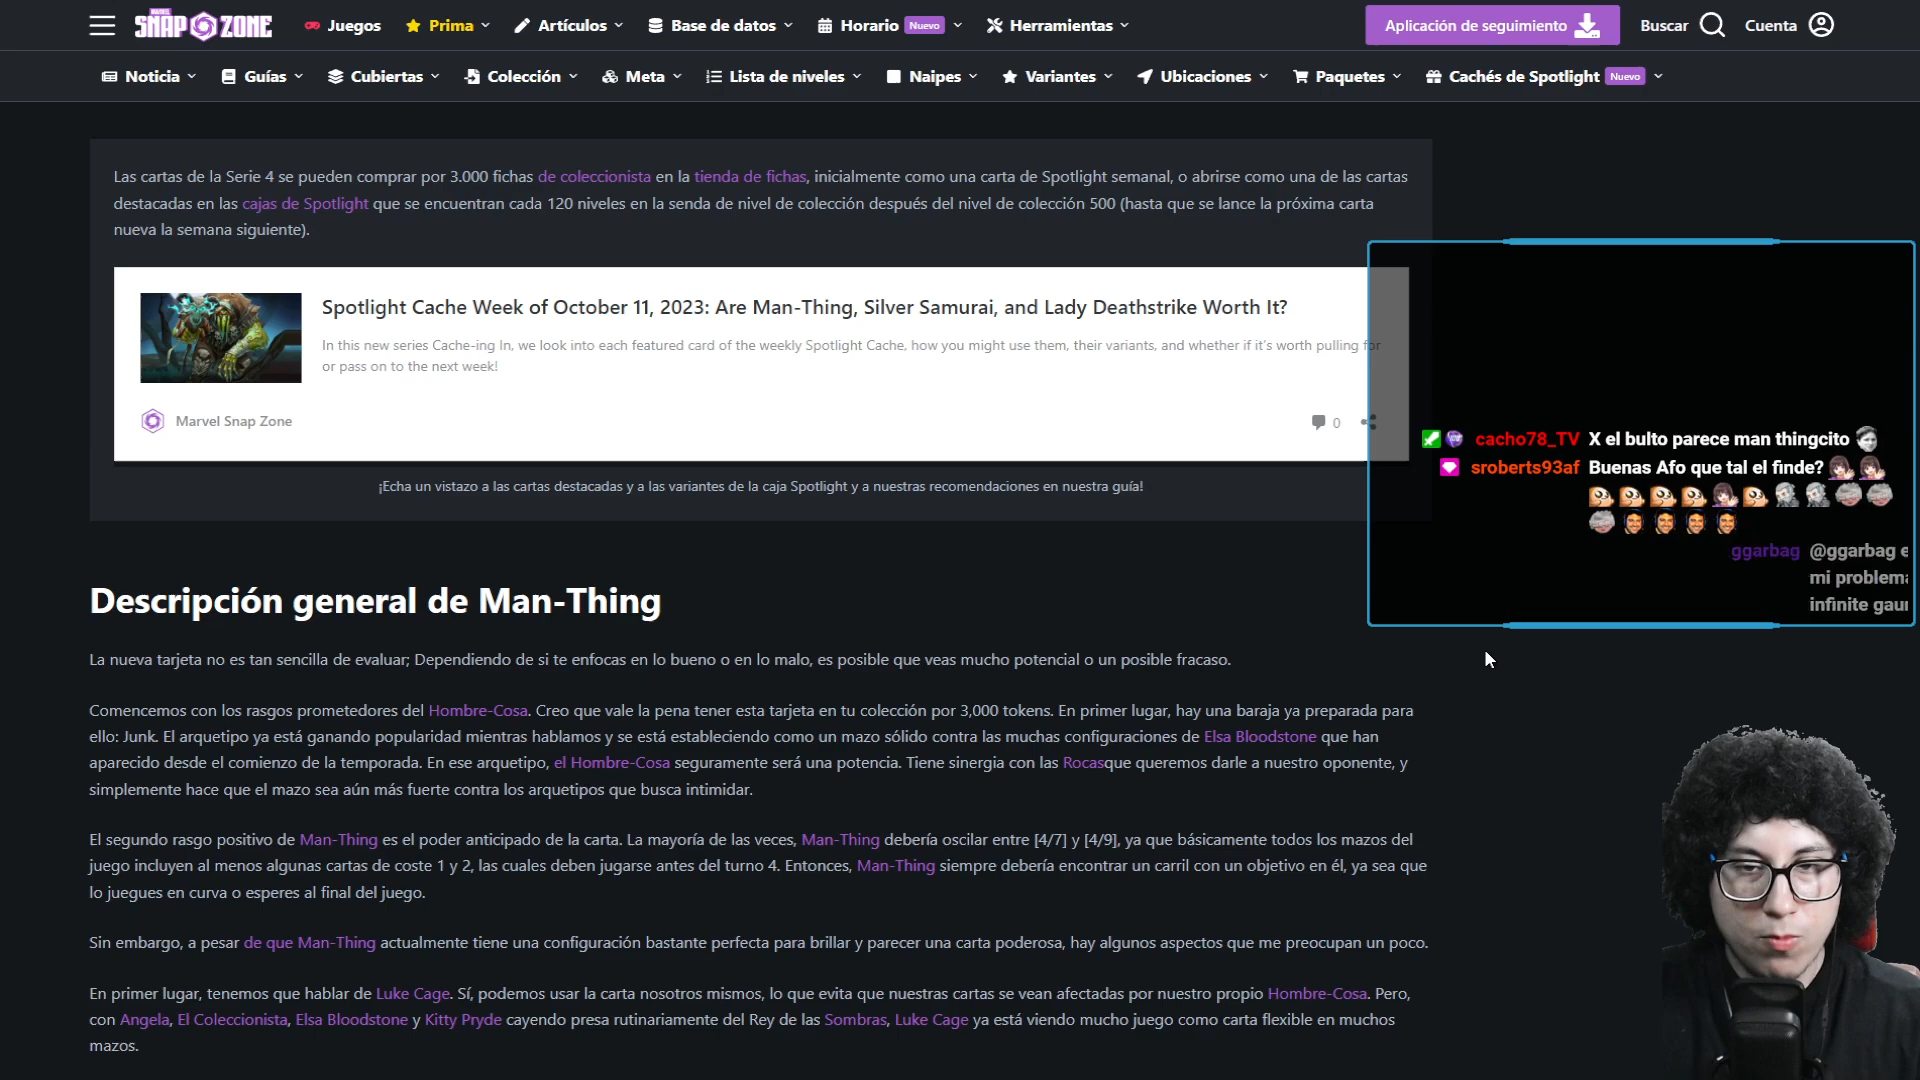 MARVEL SNAP ZONE
Juegos
Prima
Artículos
Base de datos
Horario Nuevo
Herramientas
Aplicación de seguimiento
Buscar
Cuenta
Noticia
Guías
Cubiertas
Colección
Meta
Lista de niveles
Naipes
Variantes
Ubicaciones
Paquetes
Cachés de Spotlight Nuevo
Las cartas de la Serie 4 se pueden comprar por 3.000 fichas de coleccionista en la tienda de fichas, inicialmente como una carta de Spotlight semanal, o abrirse como una de las cartas
destacadas en las cajas de Spotlight que se encuentran cada 120 niveles en la senda de nivel de colección después del nivel de colección 500 (hasta que se lance la próxima carta
nueva la semana siguiente).
Spotlight Cache Week of October 11, 2023: Are Man-Thing, Silver Samurai, and Lady Deathstrike Worth It?
In this new series Cache-ing In, we look into each featured card of the weekly Spotlight Cache, how you might use them, their variants, and whether if it's worth pulling for
or pass on to the next week!
Marvel Snap Zone
0
¡Echa un vistazo a las cartas destacadas y a las variantes de la caja Spotlight y a nuestras recomendaciones en nuestra guía!
cacho78_TV X el bulto parece man thingcito
sroberts93af Buenas Afo que tal el finde?
ggarbag @ggarbag e
mi problema
infinite gau
Descripción general de Man-Thing
La nueva tarjeta no es tan sencilla de evaluar; Dependiendo de si te enfocas en lo bueno o en lo malo, es posible que veas mucho potencial o un posible fracaso.
Comencemos con los rasgos prometedores del Hombre-Cosa. Creo que vale la pena tener esta tarjeta en tu colección por 3,000 tokens. En primer lugar, hay una baraja ya preparada para
ello: Junk. El arquetipo ya está ganando popularidad mientras hablamos y se está estableciendo como un mazo sólido contra las muchas configuraciones de Elsa Bloodstone que han
aparecido desde el comienzo de la temporada. En ese arquetipo, el Hombre-Cosa seguramente será una potencia. Tiene sinergia con las Rocasque queremos darle a nuestro oponente, y
simplemente hace que el mazo sea aún más fuerte contra los arquetipos que busca intimidar.
El segundo rasgo positivo de Man-Thing es el poder anticipado de la carta. La mayoría de las veces, Man-Thing debería oscilar entre [4/7] y [4/9], ya que básicamente todos los mazos del
juego incluyen al menos algunas cartas de coste 1 y 2, las cuales deben jugarse antes del turno 4. Entonces, Man-Thing siempre debería encontrar un carril con un objetivo en él, ya sea que
lo juegues en curva o esperes al final del juego.
Sin embargo, a pesar de que Man-Thing actualmente tiene una configuración bastante perfecta para brillar y parecer una carta poderosa, hay algunos aspectos que me preocupan un poco.
En primer lugar, tenemos que hablar de Luke Cage. Sí, podemos usar la carta nosotros mismos, lo que evita que nuestras cartas se vean afectadas por nuestro propio Hombre-Cosa. Pero,
con Angela, El Coleccionista, Elsa Bloodstone y Kitty Pryde cayendo presa rutinariamente del Rey de las Sombras, Luke Cage ya está viendo mucho juego como carta flexible en muchos
mazos.